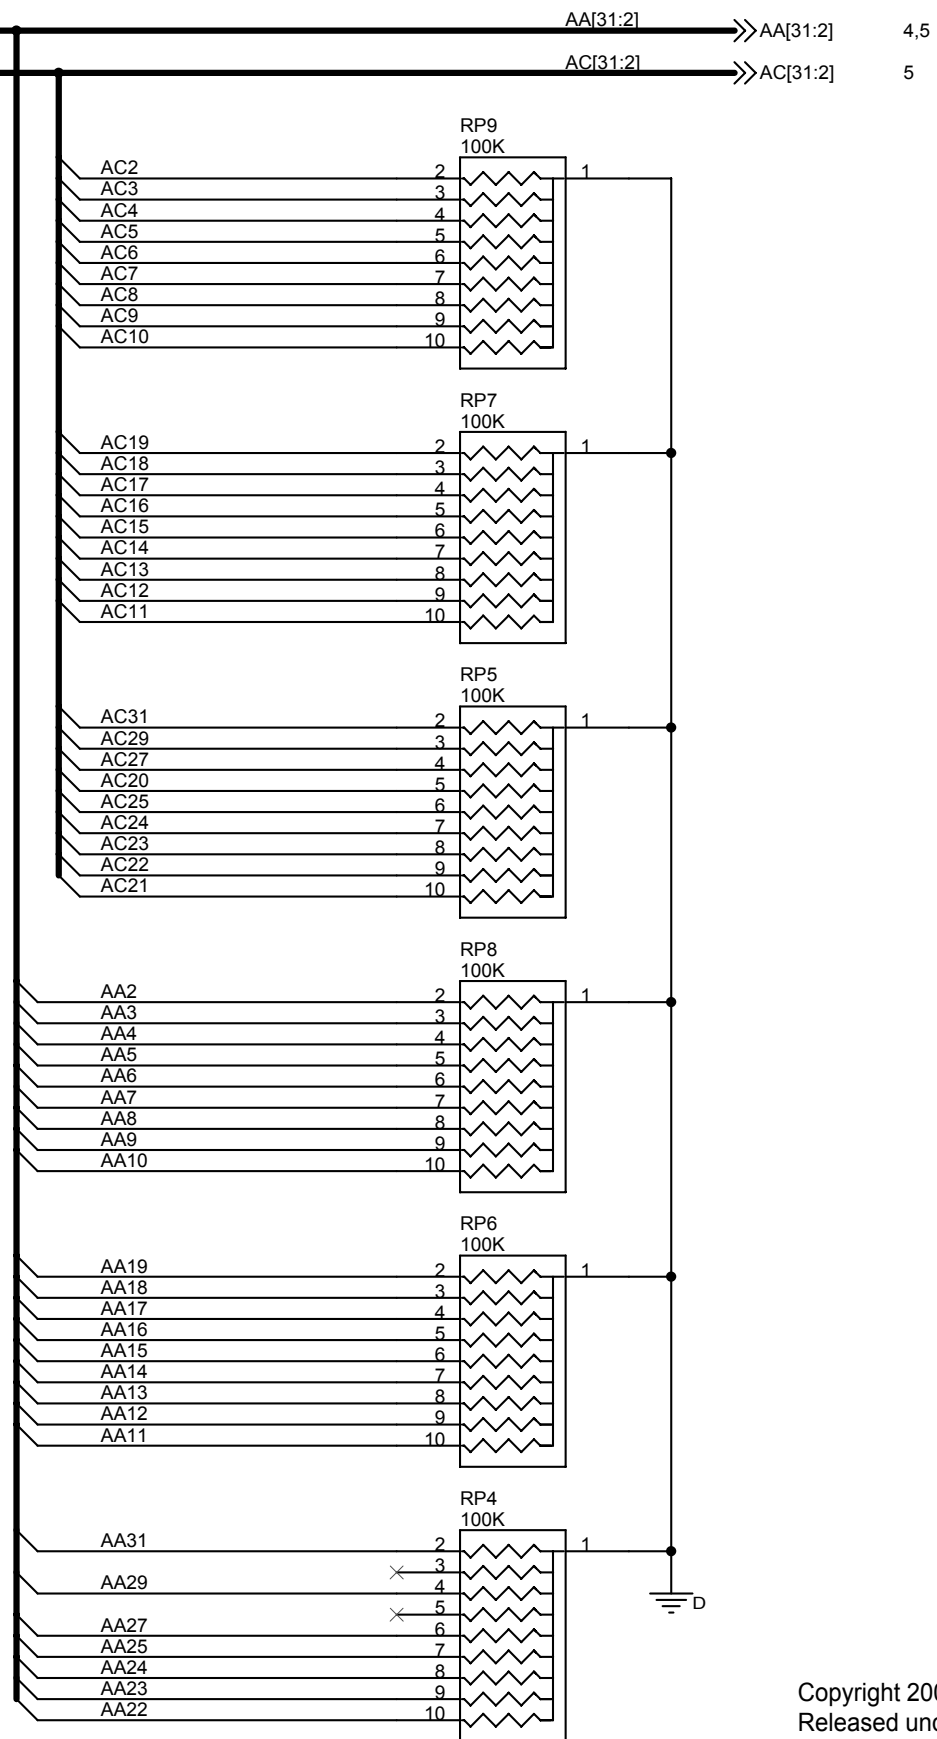 AA[31:2] AA[31:2] 4,5
AC[31:2] AC[31:2] 5
RP9
100K
AC2 2 1
AC3 3
AC4 4
AC5 5
AC6 6
AC7 7
AC8 8
AC9 9
AC10 10
RP7
100K
AC19 2 1
AC18 3
AC17 4
AC16 5
AC15 6
AC14 7
AC13 8
AC12 9
AC11 10
RP5
100K
AC31 2 1
AC29 3
AC27 4
AC20 5
AC25 6
AC24 7
AC23 8
AC22 9
AC21 10
RP8
100K
AA2 2 1
AA3 3
AA4 4
AA5 5
AA6 6
AA7 7
AA8 8
AA9 9
AA10 10
RP6
100K
AA19 2 1
AA18 3
AA17 4
AA16 5
AA15 6
AA14 7
AA13 8
AA12 9
AA11 10
RP4
100K
AA31 2 1
3
AA29 4
5 D
AA27 6
AA25 7
AA24 8
AA23 9
AA22 10
Copyright 200
Released